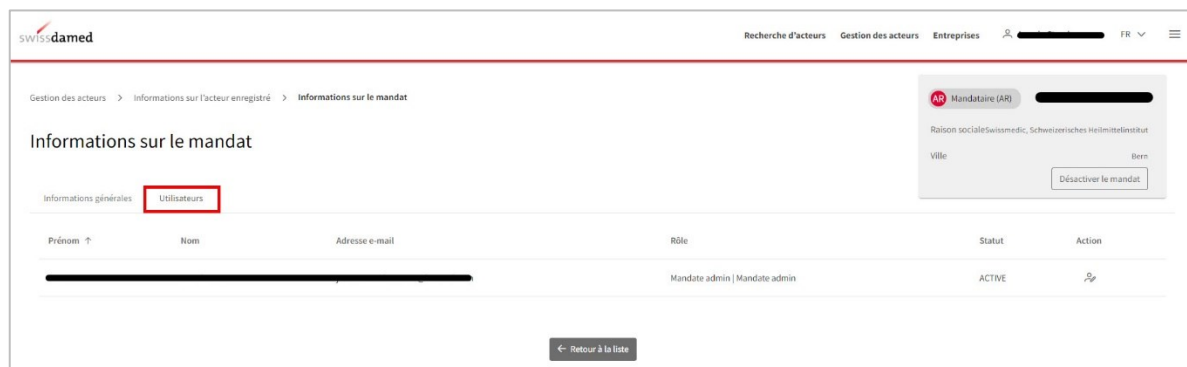 swissdamed
Recherche d'acteurs Gestion des acteurs Entreprises FR
Gestion des acteurs > Informations sur l'acteur enregistré > Informations sur le mandat
AR Mandataire (AR)
Informations sur le mandat
Raison socialeSwissmedic, Schweizerisches Heilmittelinstitut
Ville Bern
Désactiver le mandat
Informations générales Utilisateurs
Prénom ↑ Nom Adresse e-mail Rôle Statut Action
Mandate admin | Mandate admin ACTIVE
← Retour à la liste